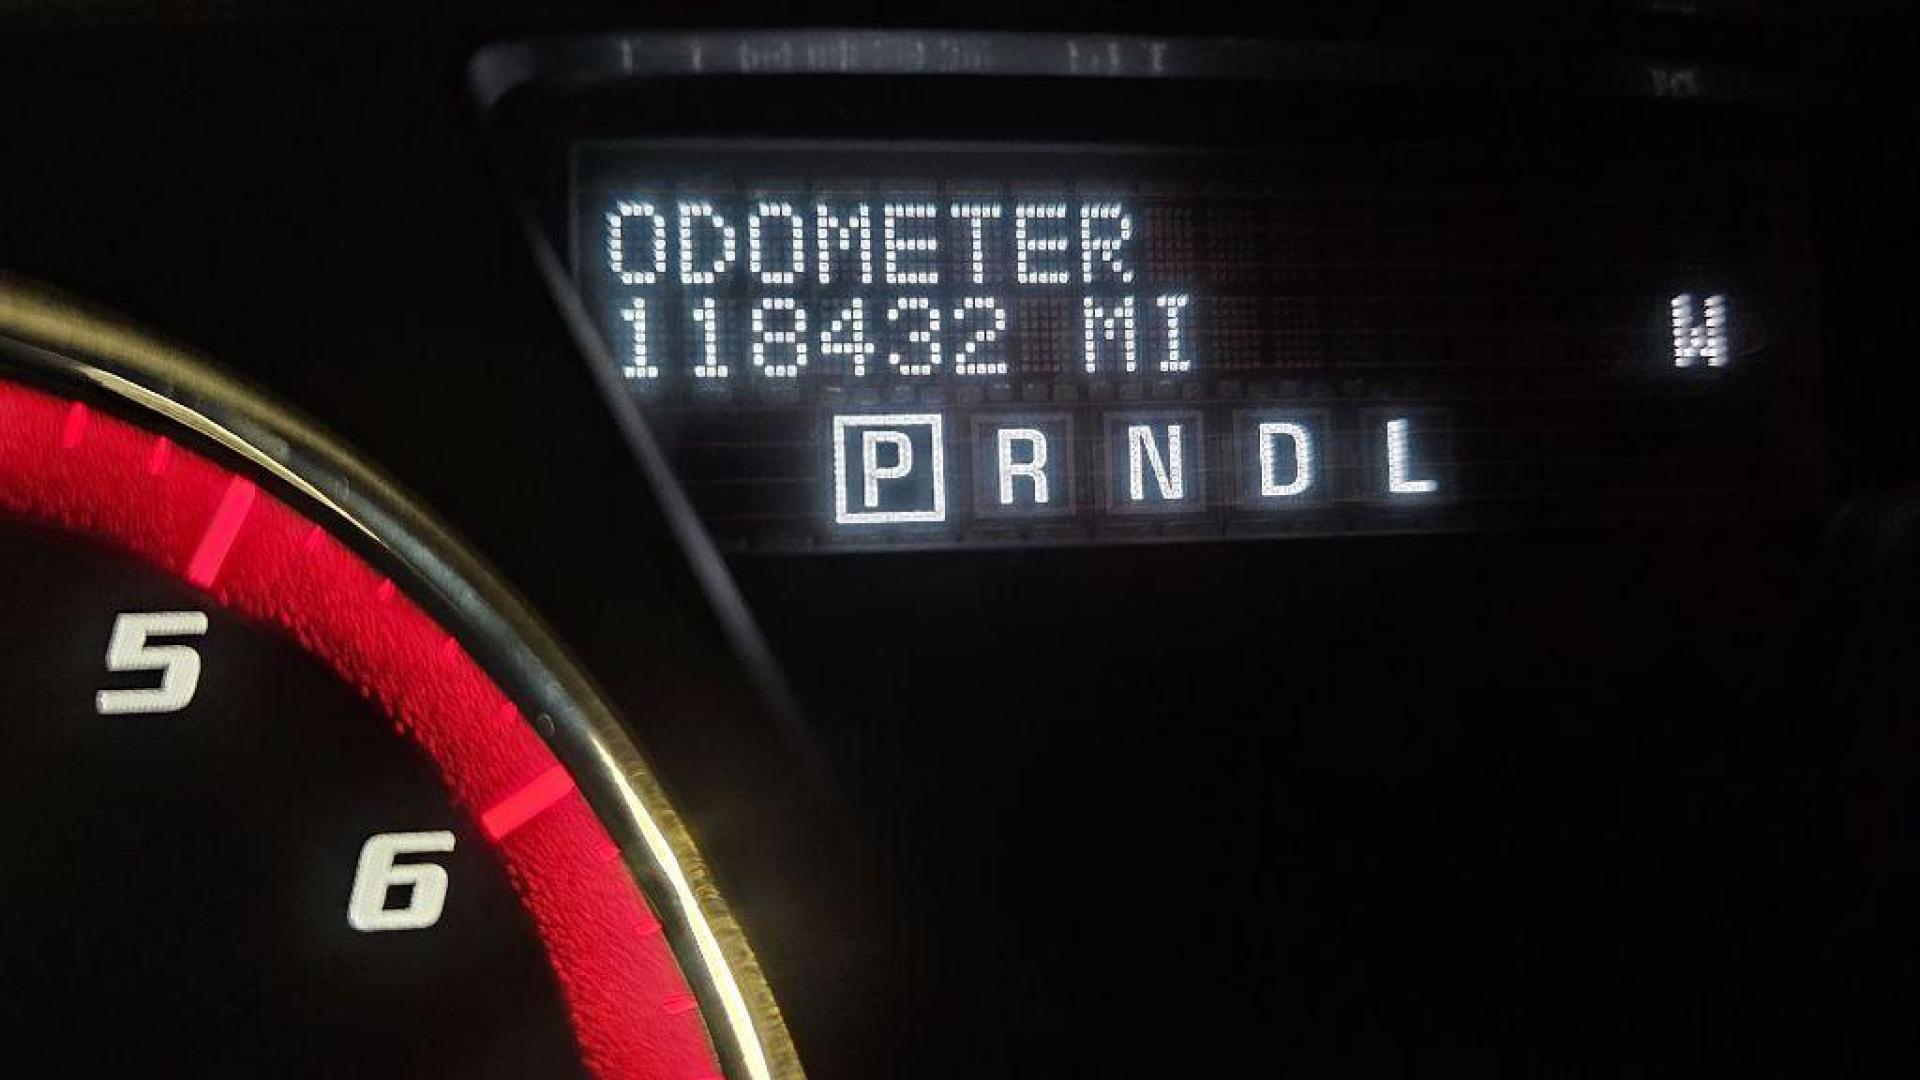 ODOMETER
118432 MI W
P R N D L
5
6